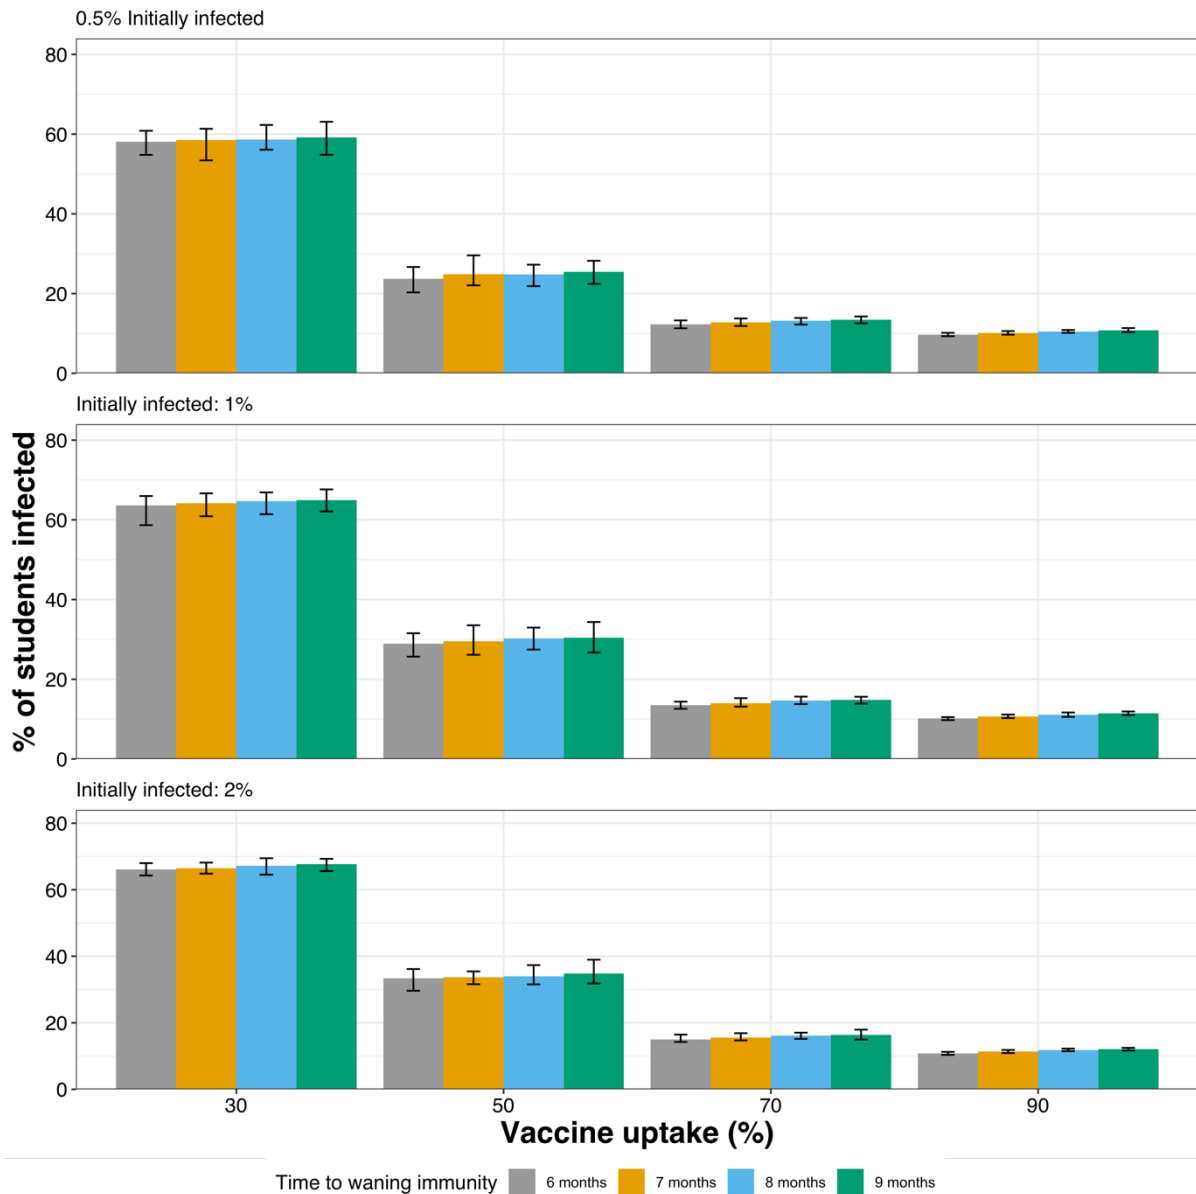 0.5% Initially infected
80
60
40
20
0
Initially infected: 1%
80
60
40
20
0
Initially infected: 2%
80
60
40
20
0
% of students infected
30 50 70 90
Vaccine uptake (%)
Time to waning immunity 6 months 7 months 8 months 9 months